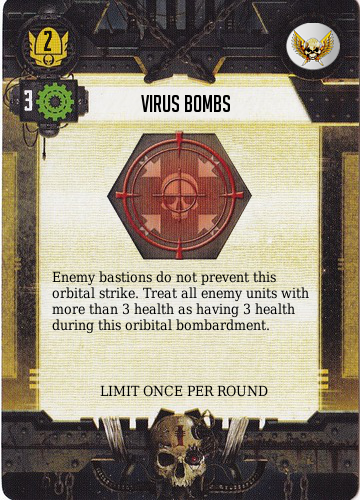 2
3
VIRUS BOMBS
Enemy bastions do not prevent this
orbital strike. Treat all enemy units with
more than 3 health as having 3 health
during this oribital bombardment.
LIMIT ONCE PER ROUND